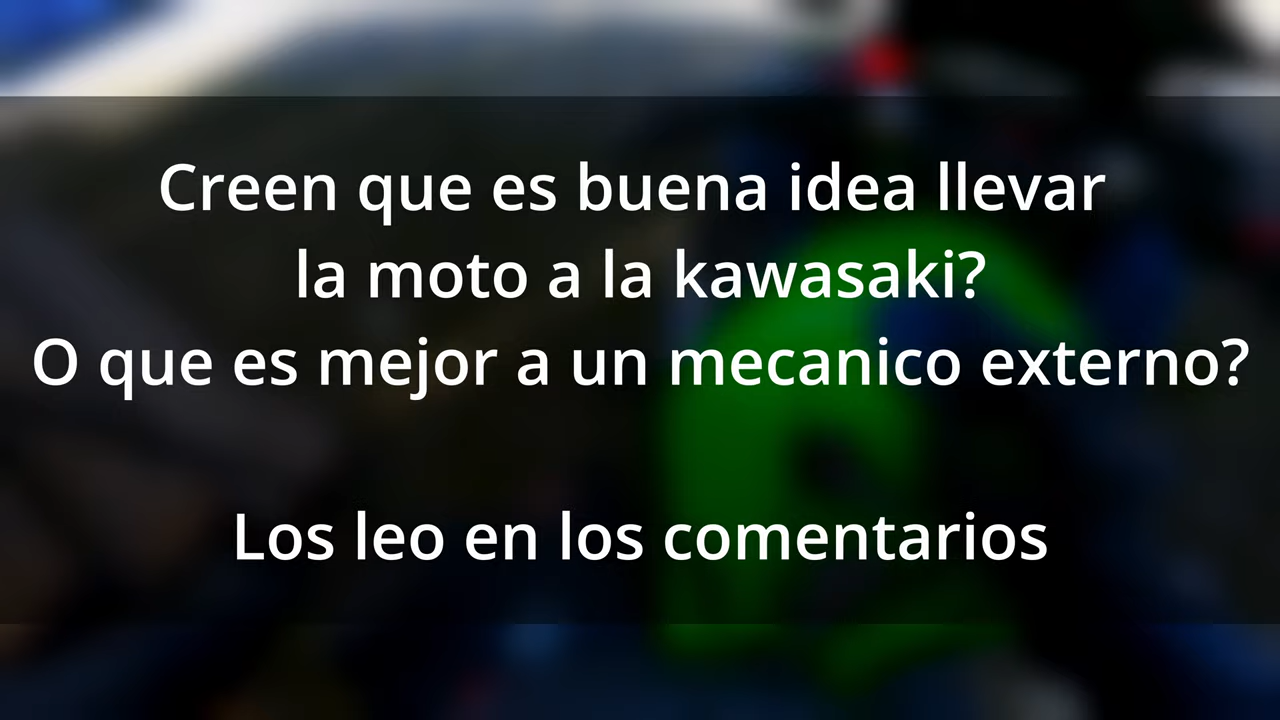 Creen que es buena idea llevar
la moto a la kawasaki?
O que es mejor a un mecanico externo?
Los leo en los comentarios